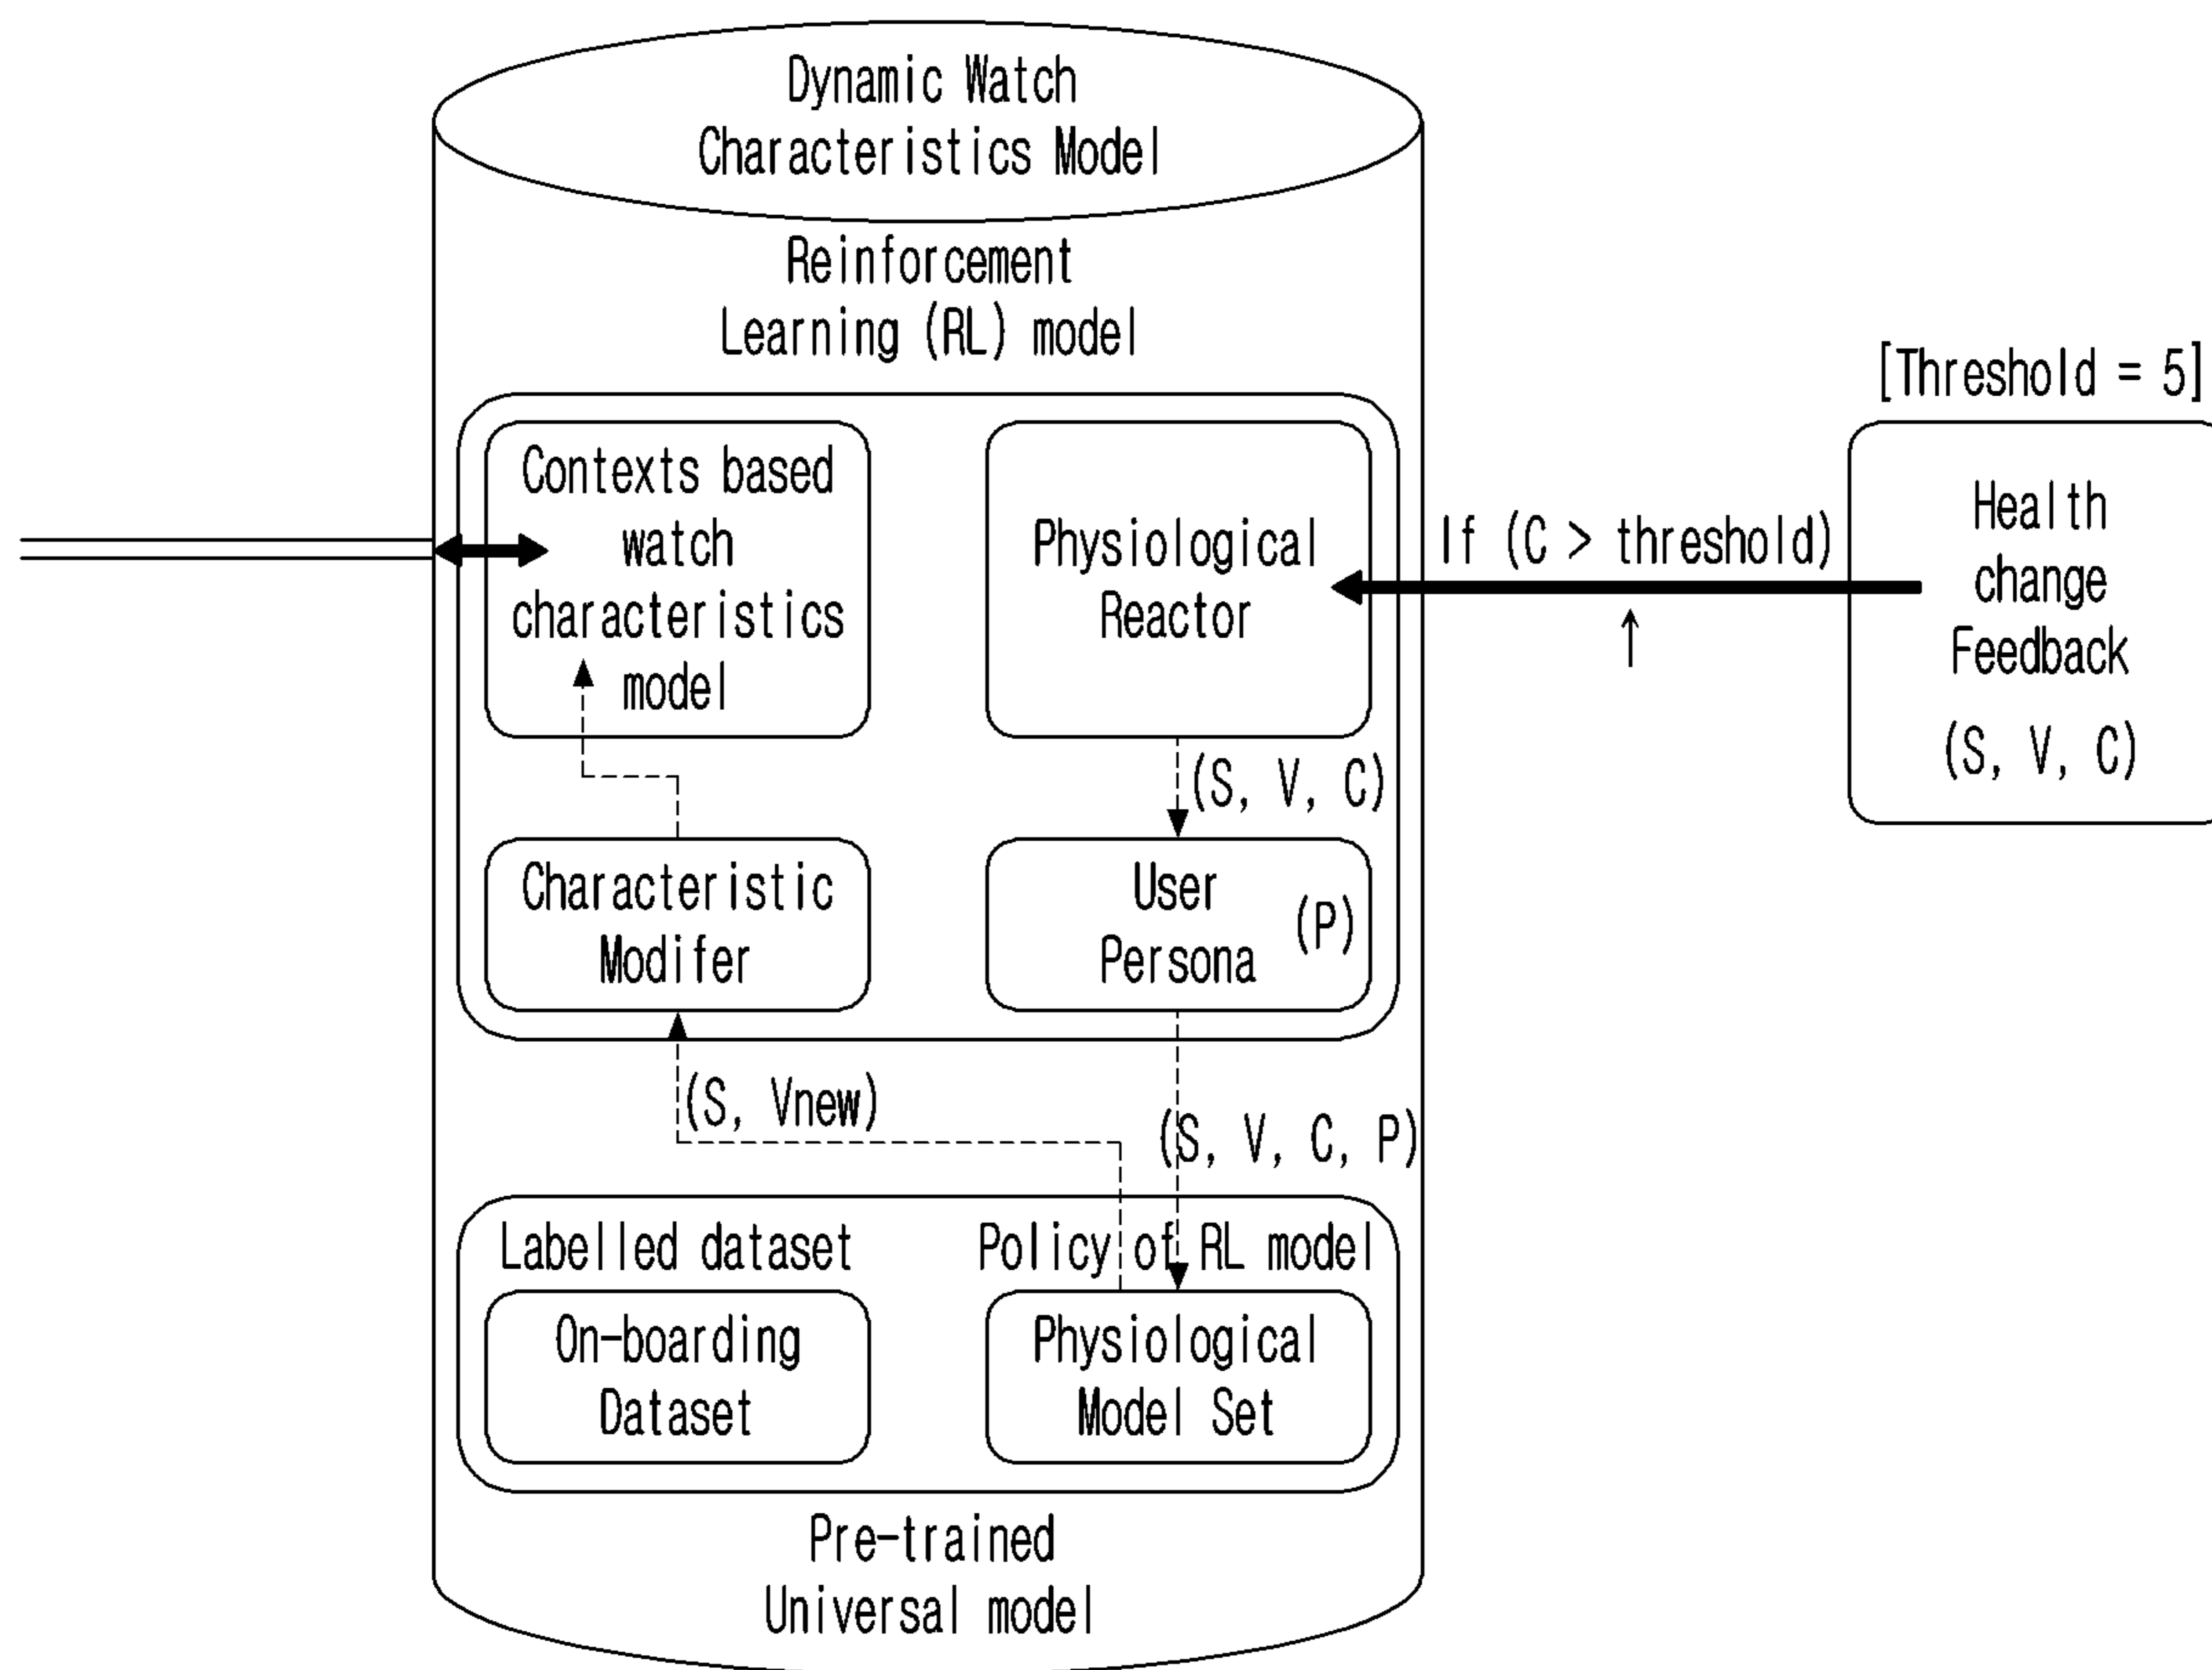 Dynamic Watch
Characteristics Model
Reinforcement
Learning (RL) model
Contexts based
watch
characteristics
model
Physiological
Reactor
If (C > threshold)
[Threshold = 5]
Health
change
Feedback
(S, V, C)
(S, V, C)
Characteristic
Modifer
User
Persona
(P)
(S, Vnew)
(S, V, C, P)
Labelled dataset
On-boarding
Dataset
Policy of RL model
Physiological
Model Set
Pre-trained
Universal model